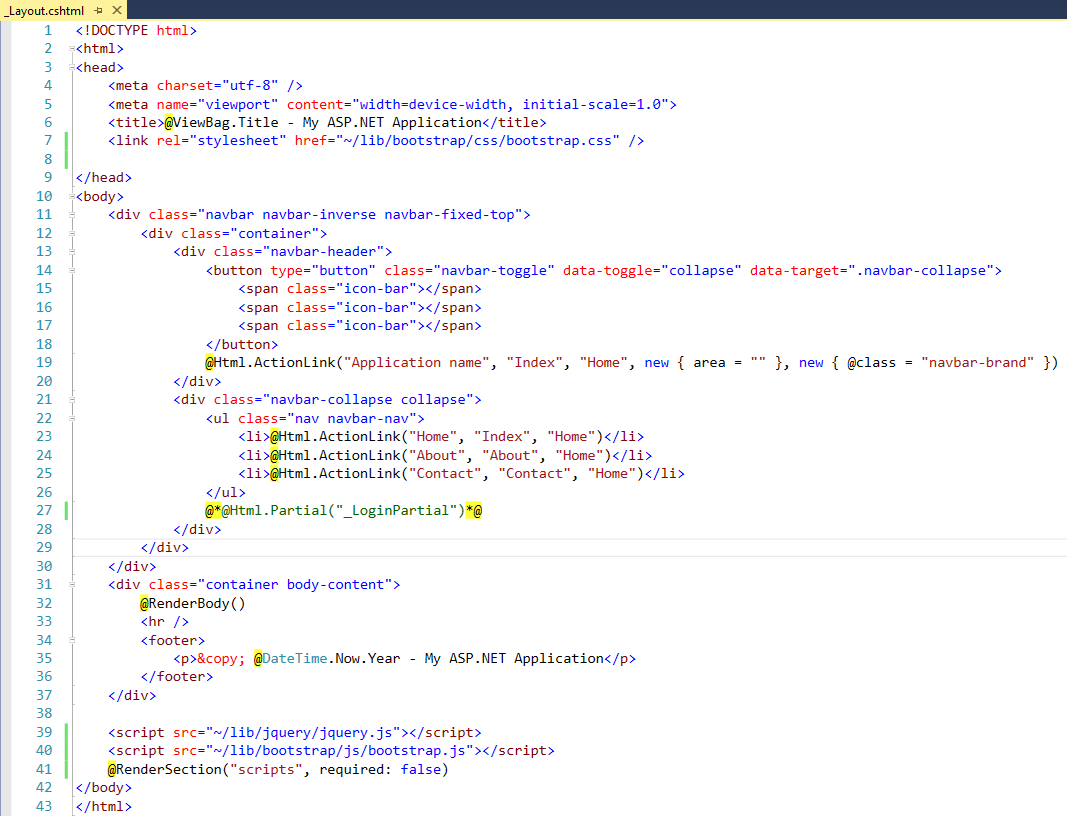 _Layout.cshtml
1 <!DOCTYPE html>
2 <html>
3 <head>
4     <meta charset="utf-8" />
5     <meta name="viewport" content="width=device-width, initial-scale=1.0">
6     <title>@ViewBag.Title - My ASP.NET Application</title>
7     <link rel="stylesheet" href="~/lib/bootstrap/css/bootstrap.css" />
8
9 </head>
10 <body>
11     <div class="navbar navbar-inverse navbar-fixed-top">
12         <div class="container">
13             <div class="navbar-header">
14                 <button type="button" class="navbar-toggle" data-toggle="collapse" data-target=".navbar-collapse">
15                     <span class="icon-bar"></span>
16                     <span class="icon-bar"></span>
17                     <span class="icon-bar"></span>
18                 </button>
19                 @Html.ActionLink("Application name", "Index", "Home", new { area = "" }, new { @class = "navbar-brand" })
20             </div>
21             <div class="navbar-collapse collapse">
22                 <ul class="nav navbar-nav">
23                     <li>@Html.ActionLink("Home", "Index", "Home")</li>
24                     <li>@Html.ActionLink("About", "About", "Home")</li>
25                     <li>@Html.ActionLink("Contact", "Contact", "Home")</li>
26                 </ul>
27                 @*@Html.Partial("_LoginPartial")*@
28             </div>
29         </div>
30     </div>
31     <div class="container body-content">
32         @RenderBody()
33         <hr />
34         <footer>
35             <p>&copy; @DateTime.Now.Year - My ASP.NET Application</p>
36         </footer>
37     </div>
38
39     <script src="~/lib/jquery/jquery.js"></script>
40     <script src="~/lib/bootstrap/js/bootstrap.js"></script>
41     @RenderSection("scripts", required: false)
42 </body>
43 </html>